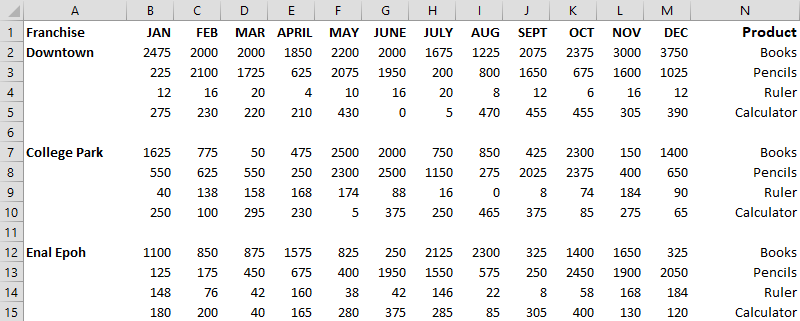 A B C D E F G H I J K L M N
1 Franchise JAN FEB MAR APRIL MAY JUNE JULY AUG SEPT OCT NOV DEC Product
2 Downtown 2475 2000 2000 1850 2200 2000 1675 1225 2075 2375 3000 3750 Books
3 225 2100 1725 625 2075 1950 200 800 1650 675 1600 1025 Pencils
4 12 16 20 4 10 16 20 8 12 6 16 12 Ruler
5 275 230 220 210 430 0 5 470 455 455 305 390 Calculator
6
7 College Park 1625 775 50 475 2500 2000 750 850 425 2300 150 1400 Books
8 550 625 550 250 2300 2500 1150 275 2025 2375 400 650 Pencils
9 40 138 158 168 174 88 16 0 8 74 184 90 Ruler
10 250 100 295 230 5 375 250 465 375 85 275 65 Calculator
11
12 Enal Epoh 1100 850 875 1575 825 250 2125 2300 325 1400 1650 325 Books
13 125 175 450 675 400 1950 1550 575 250 2450 1900 2050 Pencils
14 148 76 42 160 38 42 146 22 8 58 168 184 Ruler
15 180 200 40 165 280 375 285 85 305 400 130 120 Calculator